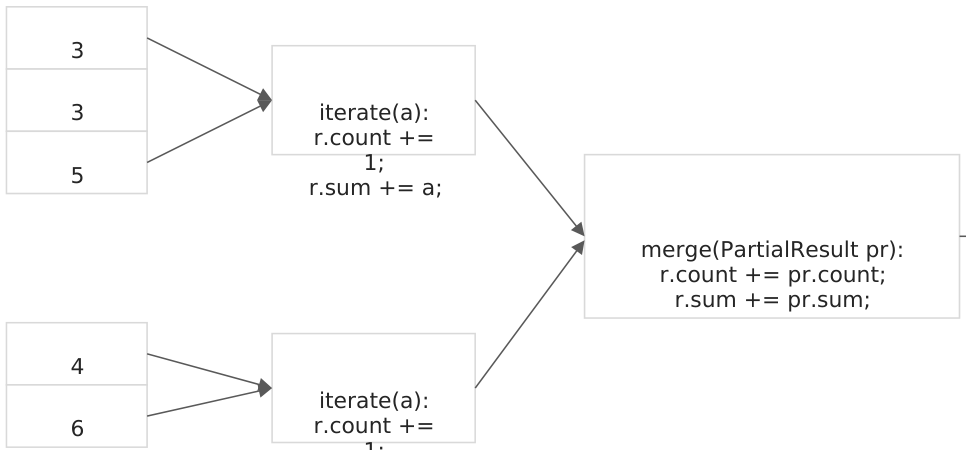 3
3
5
iterate(a):
r.count +=
1;
r.sum += a;
merge(PartialResult pr):
r.count += pr.count;
r.sum += pr.sum;
4
6
iterate(a):
r.count +=
1;